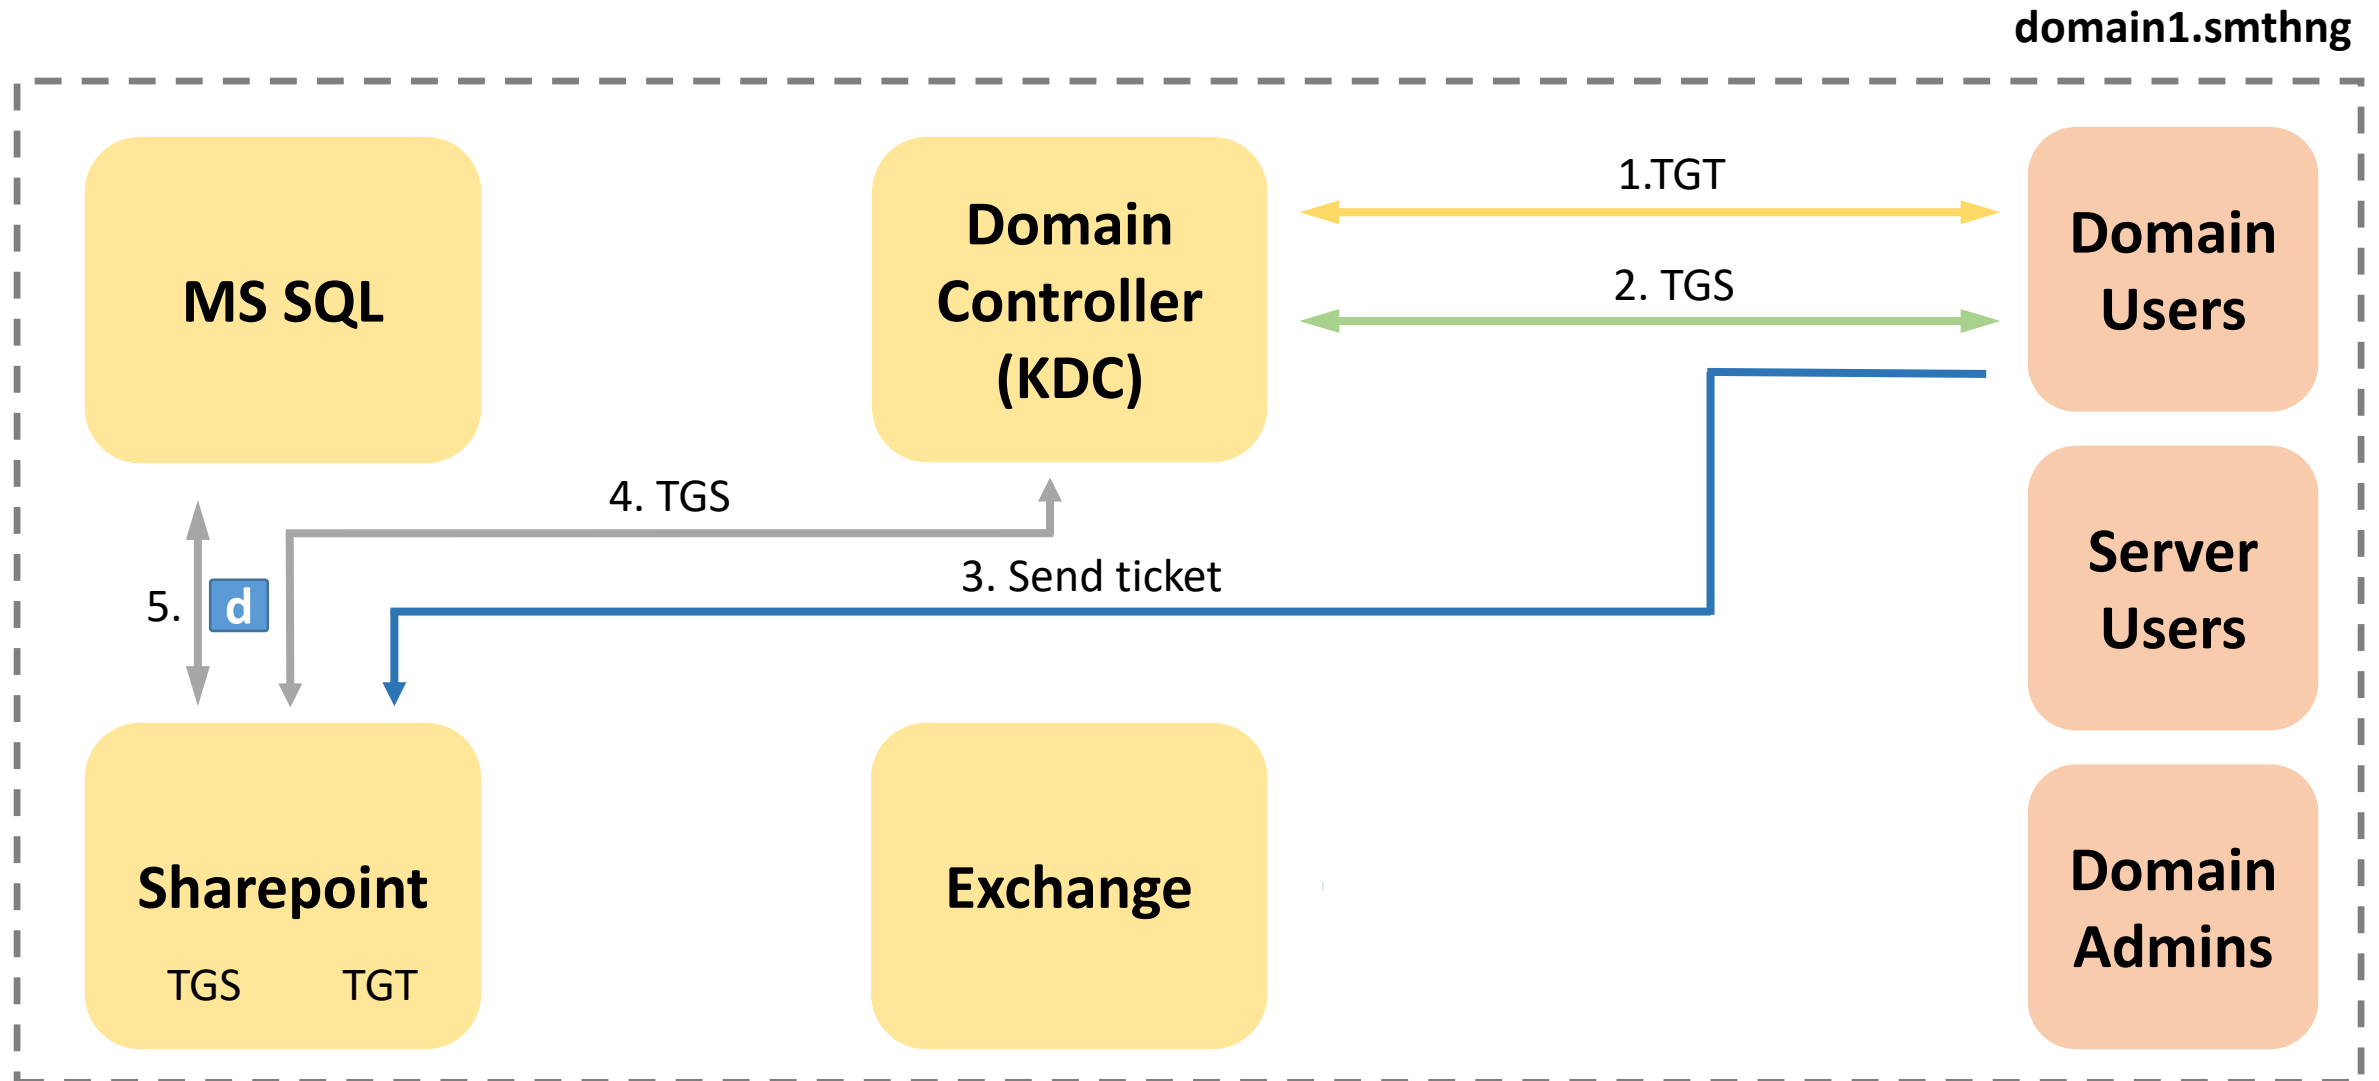 domain1.smthng
MS SQL
Domain
Controller
(KDC)
1.TGT
2. TGS
Domain
Users
4. TGS
3. Send ticket
5.
d
Server
Users
Sharepoint
TGS
TGT
Exchange
Domain
Admins